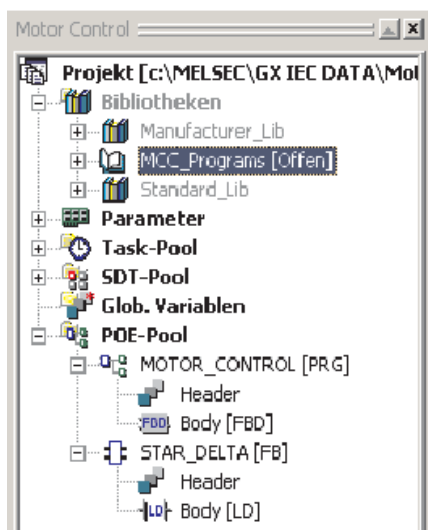 Motor Control
Projekt [c:\MELSEC\GX IEC DATA\Mot
Bibliotheken
Manufacturer_Lib
MCC_Programs [Offen]
Standard_Lib
Parameter
Task-Pool
SDT-Pool
Glob. Variablen
POE-Pool
MOTOR_CONTROL [PRG]
Header
FBD Body [FBD]
STAR_DELTA [FB]
Header
LD Body [LD]